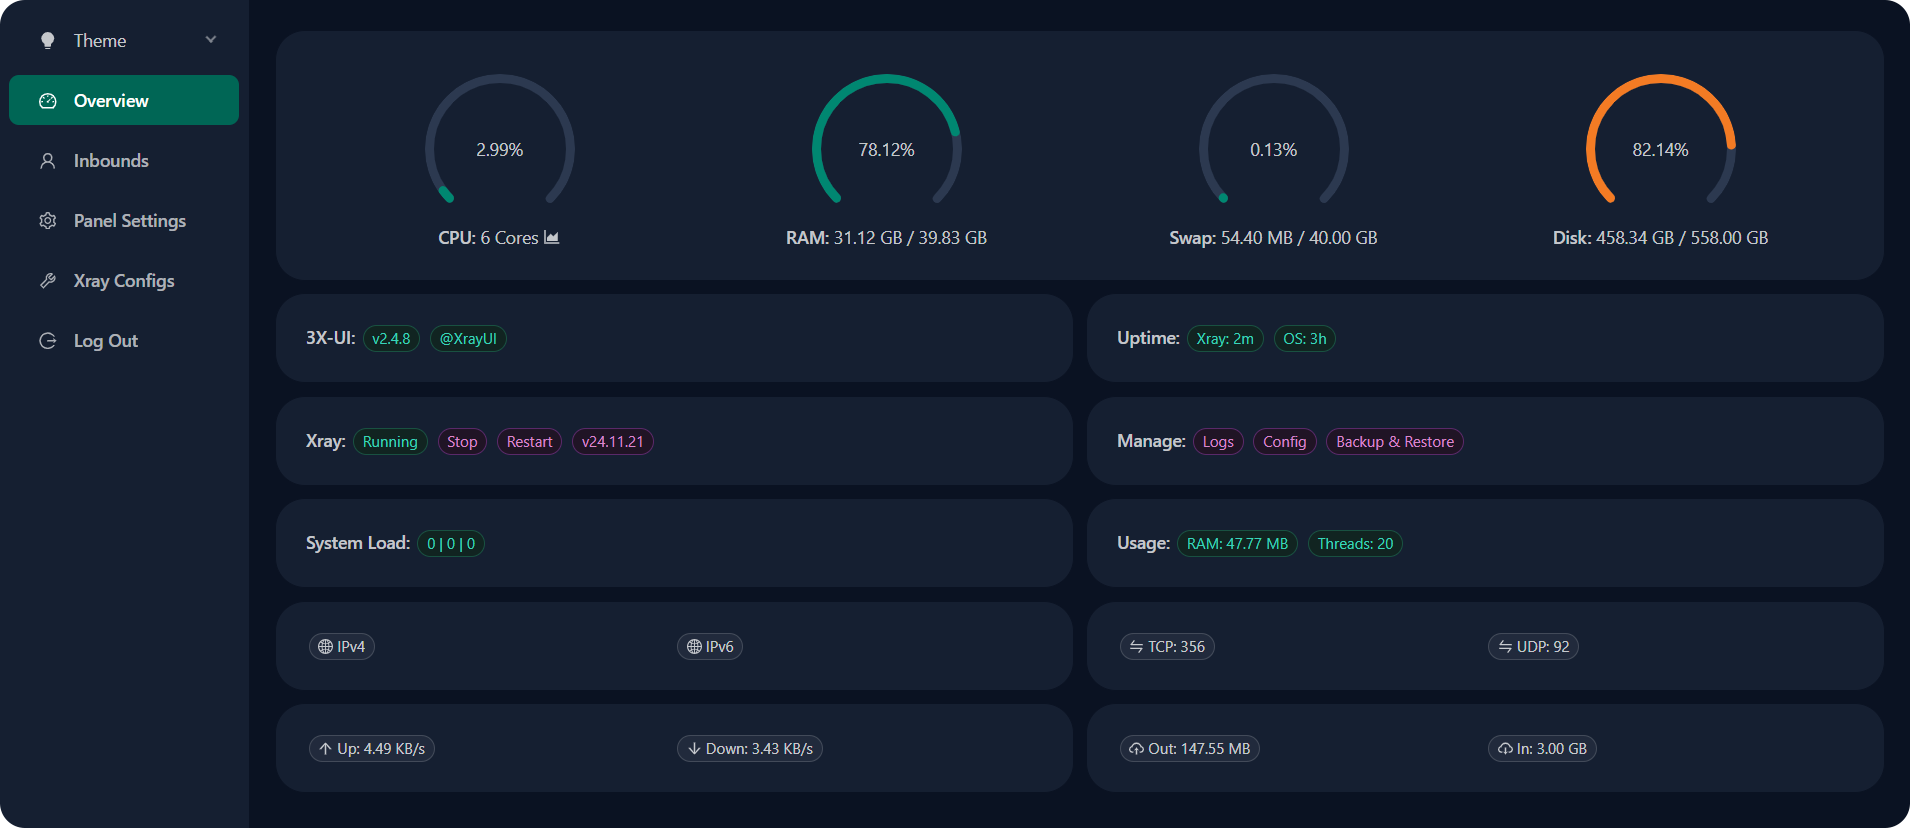 Theme
Overview
Inbounds
Panel Settings
Xray Configs
Log Out
2.99%
CPU: 6 Cores
78.12%
RAM: 31.12 GB / 39.83 GB
0.13%
Swap: 54.40 MB / 40.00 GB
82.14%
Disk: 458.34 GB / 558.00 GB
3X-UI: v2.4.8 @XrayUI
Uptime: Xray: 2m OS: 3h
Xray: Running Stop Restart v24.11.21
Manage: Logs Config Backup & Restore
System Load: 0 | 0 | 0
Usage: RAM: 47.77 MB Threads: 20
IPv4 IPv6
TCP: 356 UDP: 92
Up: 4.49 KB/s Down: 3.43 KB/s
Out: 147.55 MB In: 3.00 GB